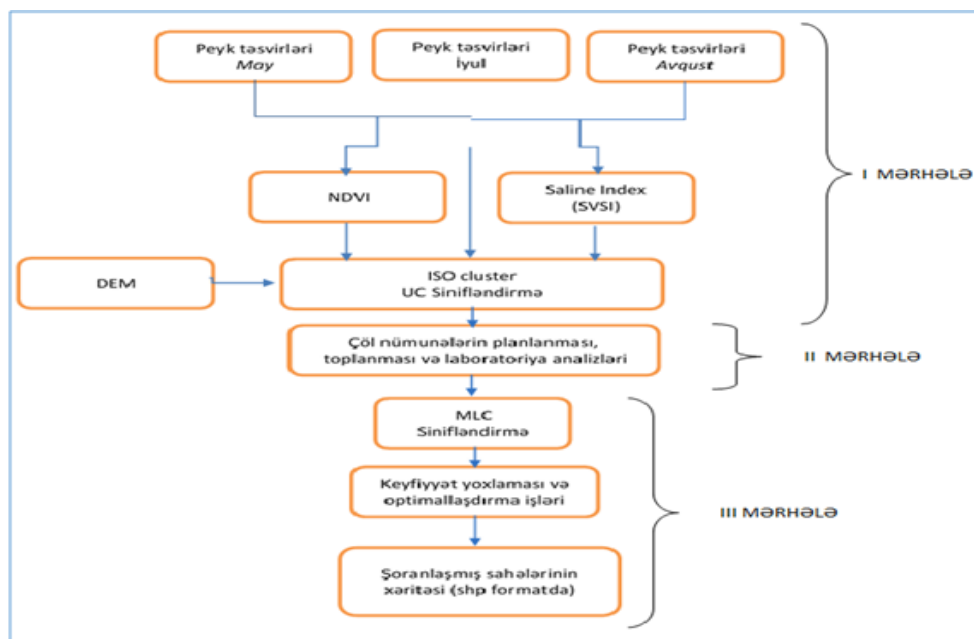 Peyk təsvirləri
May
Peyk təsvirləri
İyul
Peyk təsvirləri
Avqust
I MƏRHƏLƏ
NDVI
Saline Index
(SVSI)
DEM
ISO cluster
UC Sinifləndirmə
Çöl nümunələrin planlanması,
toplanması və laboratoriya analizləri
II MƏRHƏLƏ
MLC
Sinifləndirmə
Keyfiyyət yoxlaması və
optimallaşdırma işləri
III MƏRHƏLƏ
Şoranlaşmış sahələrinin
xəritəsi (shp formatda)